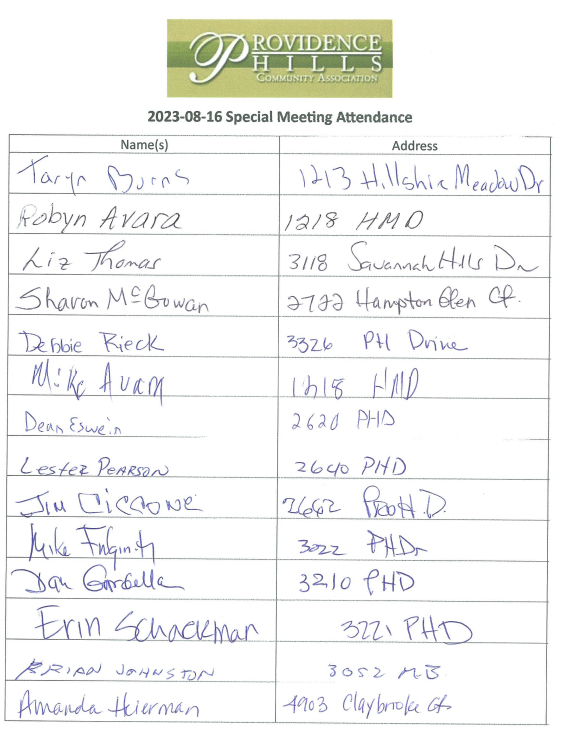 PROVIDENCE
HILLS
COMMUNITY ASSOCIATION
2023-08-16 Special Meeting Attendance
Name(s) Address
Taryn Burns 1213 Hillshire Meadow Dr
Robyn Avara 1218 HMD
Liz Thomas 3118 Savannah Hills Dr
Sharon McGowan 2722 Hampton Glen Ct.
Debbie Rieck 3326 PH Drive
Mike Avara 1218 HMD
Dean Eswein 2620 PHD
Lester Pearson 2640 PHD
Jim Ciccone 2662 H.D.
Mike 3022 PHDr
Dan 3210 PHD
Erin Schackman 3221 PHD
BRIAN JOHNSTON 3052 MB
Amanda Heierman 4903 Claybrooke Ct